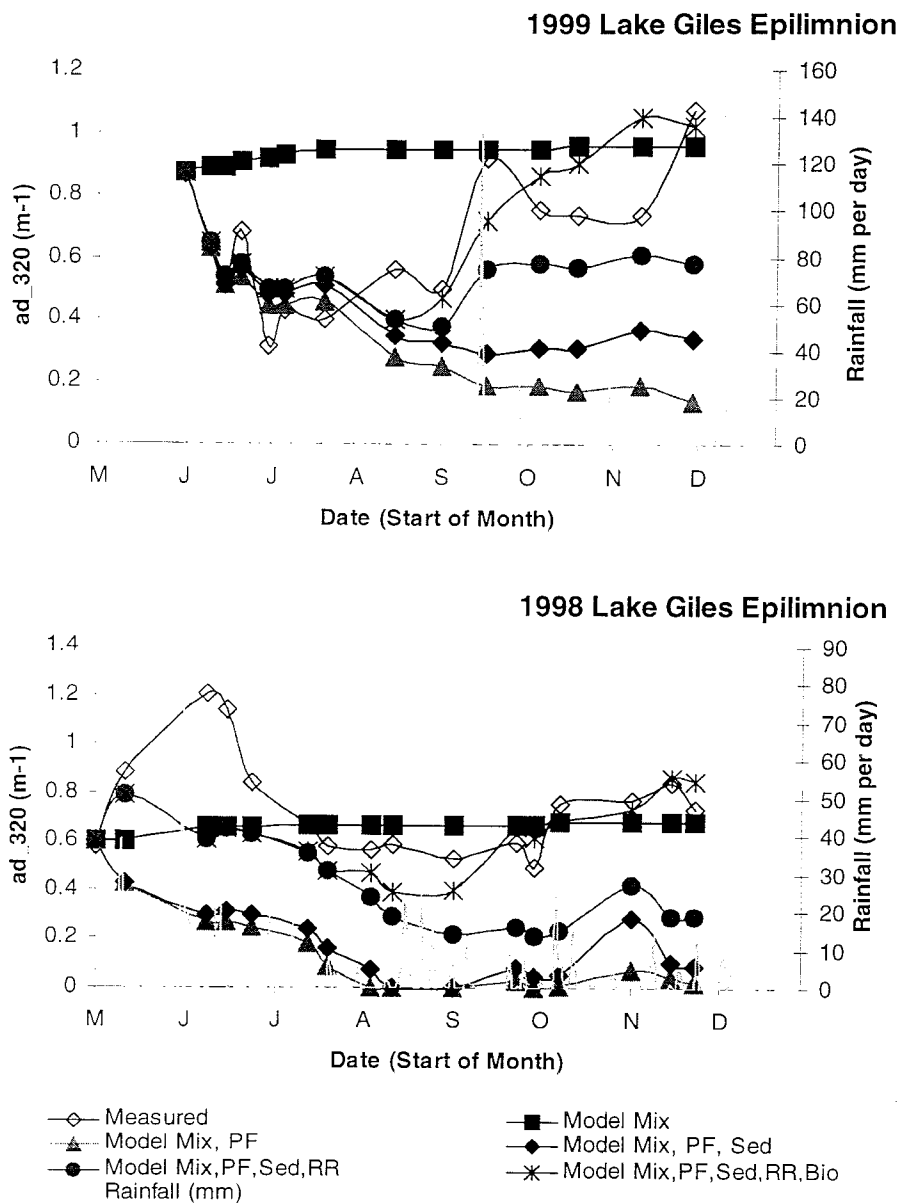 1999 Lake Giles Epilimnion
1.2
1
0.8
0.6
0.4
0.2
0
ad_320 (m-1)
160
140
120
100
80
60
40
20
0
Rainfall (mm per day)
M J J A S O N D
Date (Start of Month)
1998 Lake Giles Epilimnion
1.4
1.2
1
0.8
0.6
0.4
0.2
0
ad_320 (m-1)
90
80
70
60
50
40
30
20
10
0
Rainfall (mm per day)
M J J A S O N D
Date (Start of Month)
Measured
Model Mix
Model Mix, PF
Model Mix, PF, Sed
Model Mix,PF,Sed,RR
Model Mix,PF,Sed,RR,Bio
Rainfall (mm)